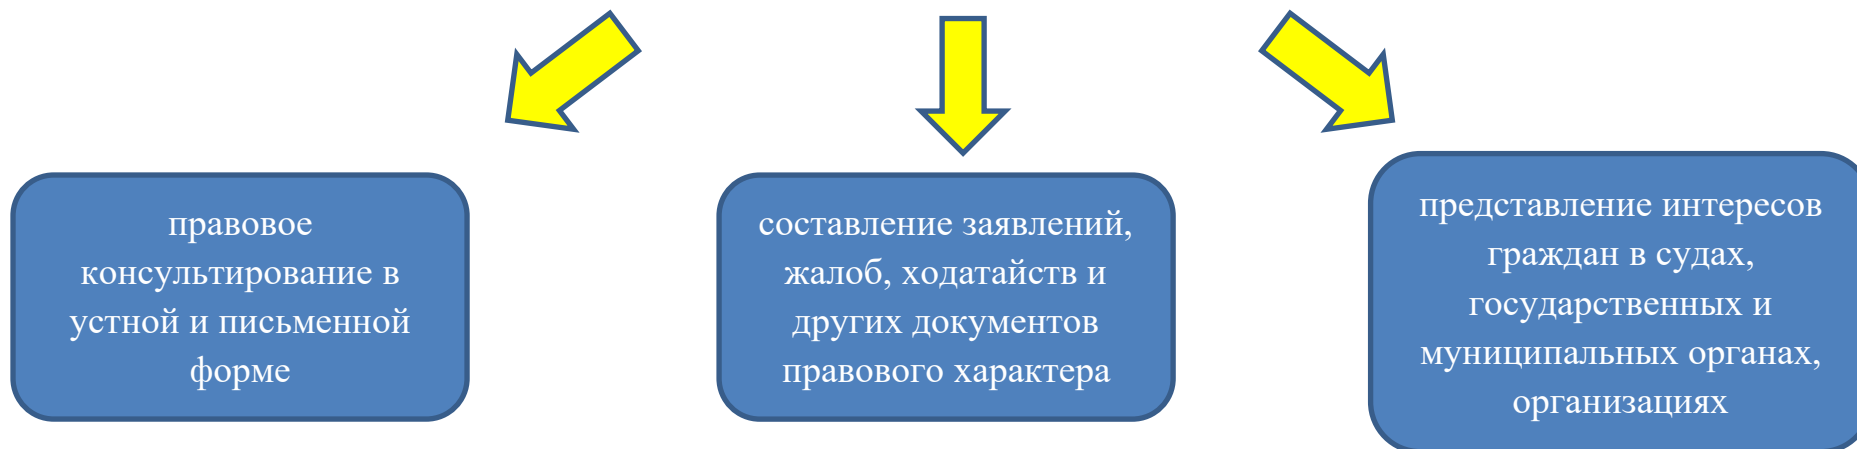 правовое
консультирование в
устной и письменной
форме
составление заявлений,
жалоб, ходатайств и
других документов
правового характера
представление интересов
граждан в судах,
государственных и
муниципальных органах,
организациях